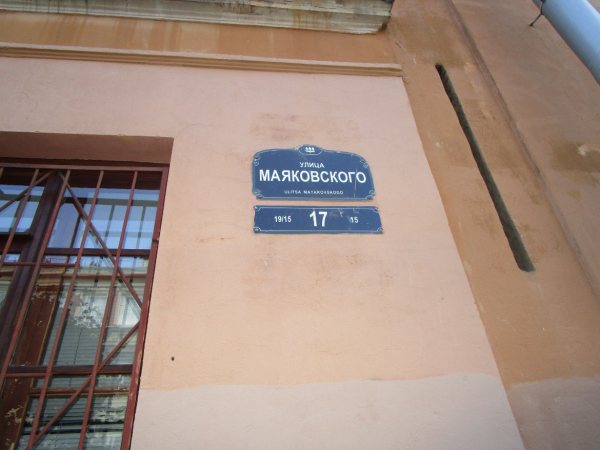 УЛИЦА
МАЯКОВСКОГО
ULITSA MAYAKOVSKOGO
19/15 17 15